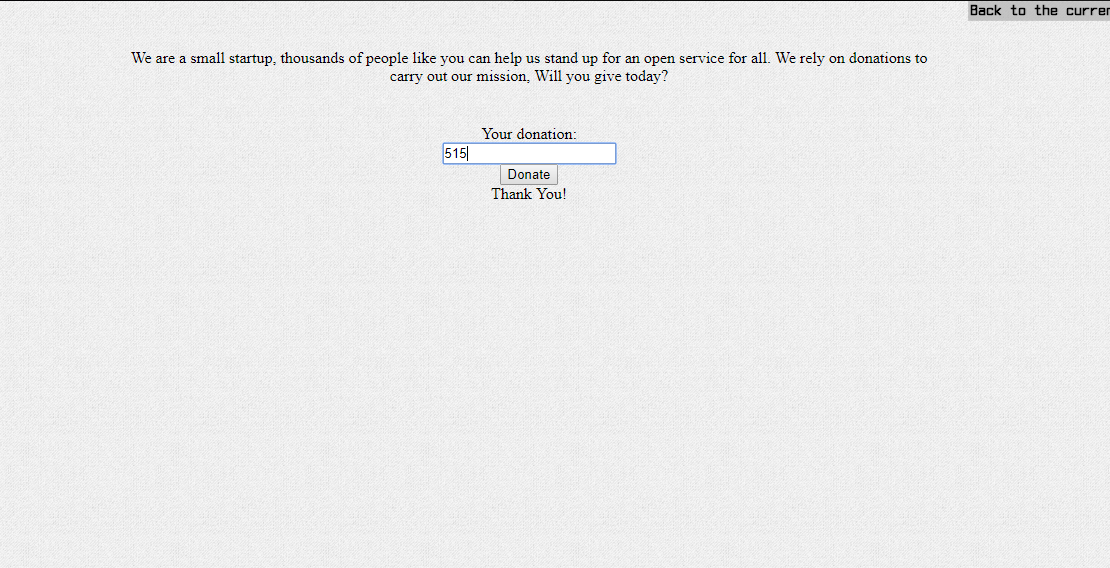 Back to the
We are a small startup, thousands of people like you can help us stand up for an open service for all. We rely on donations to
carry out our mission, Will you give today?
Your donation:
515
Donate
Thank You!